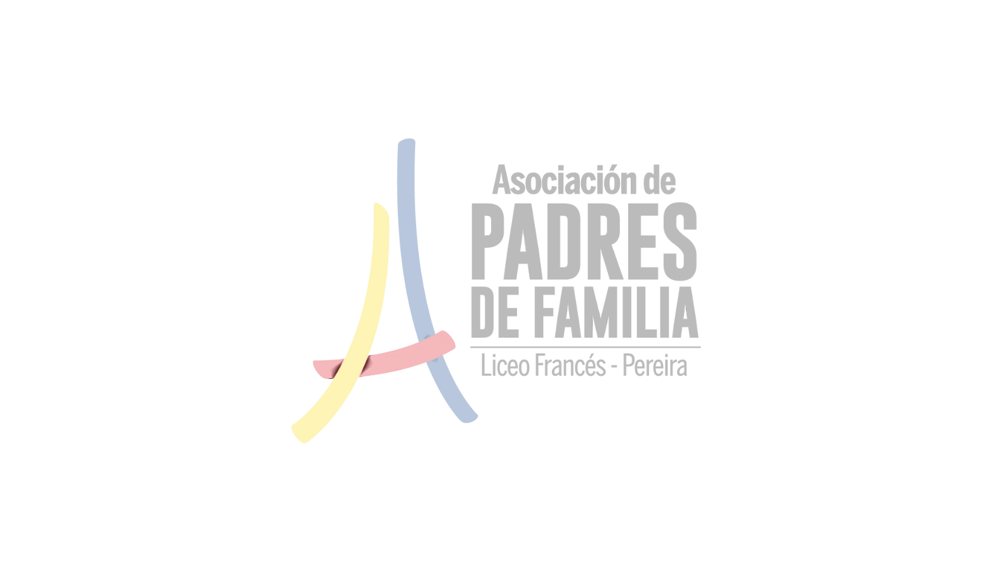 Asociación de
PADRES
DE FAMILIA
Liceo Francés - Pereira